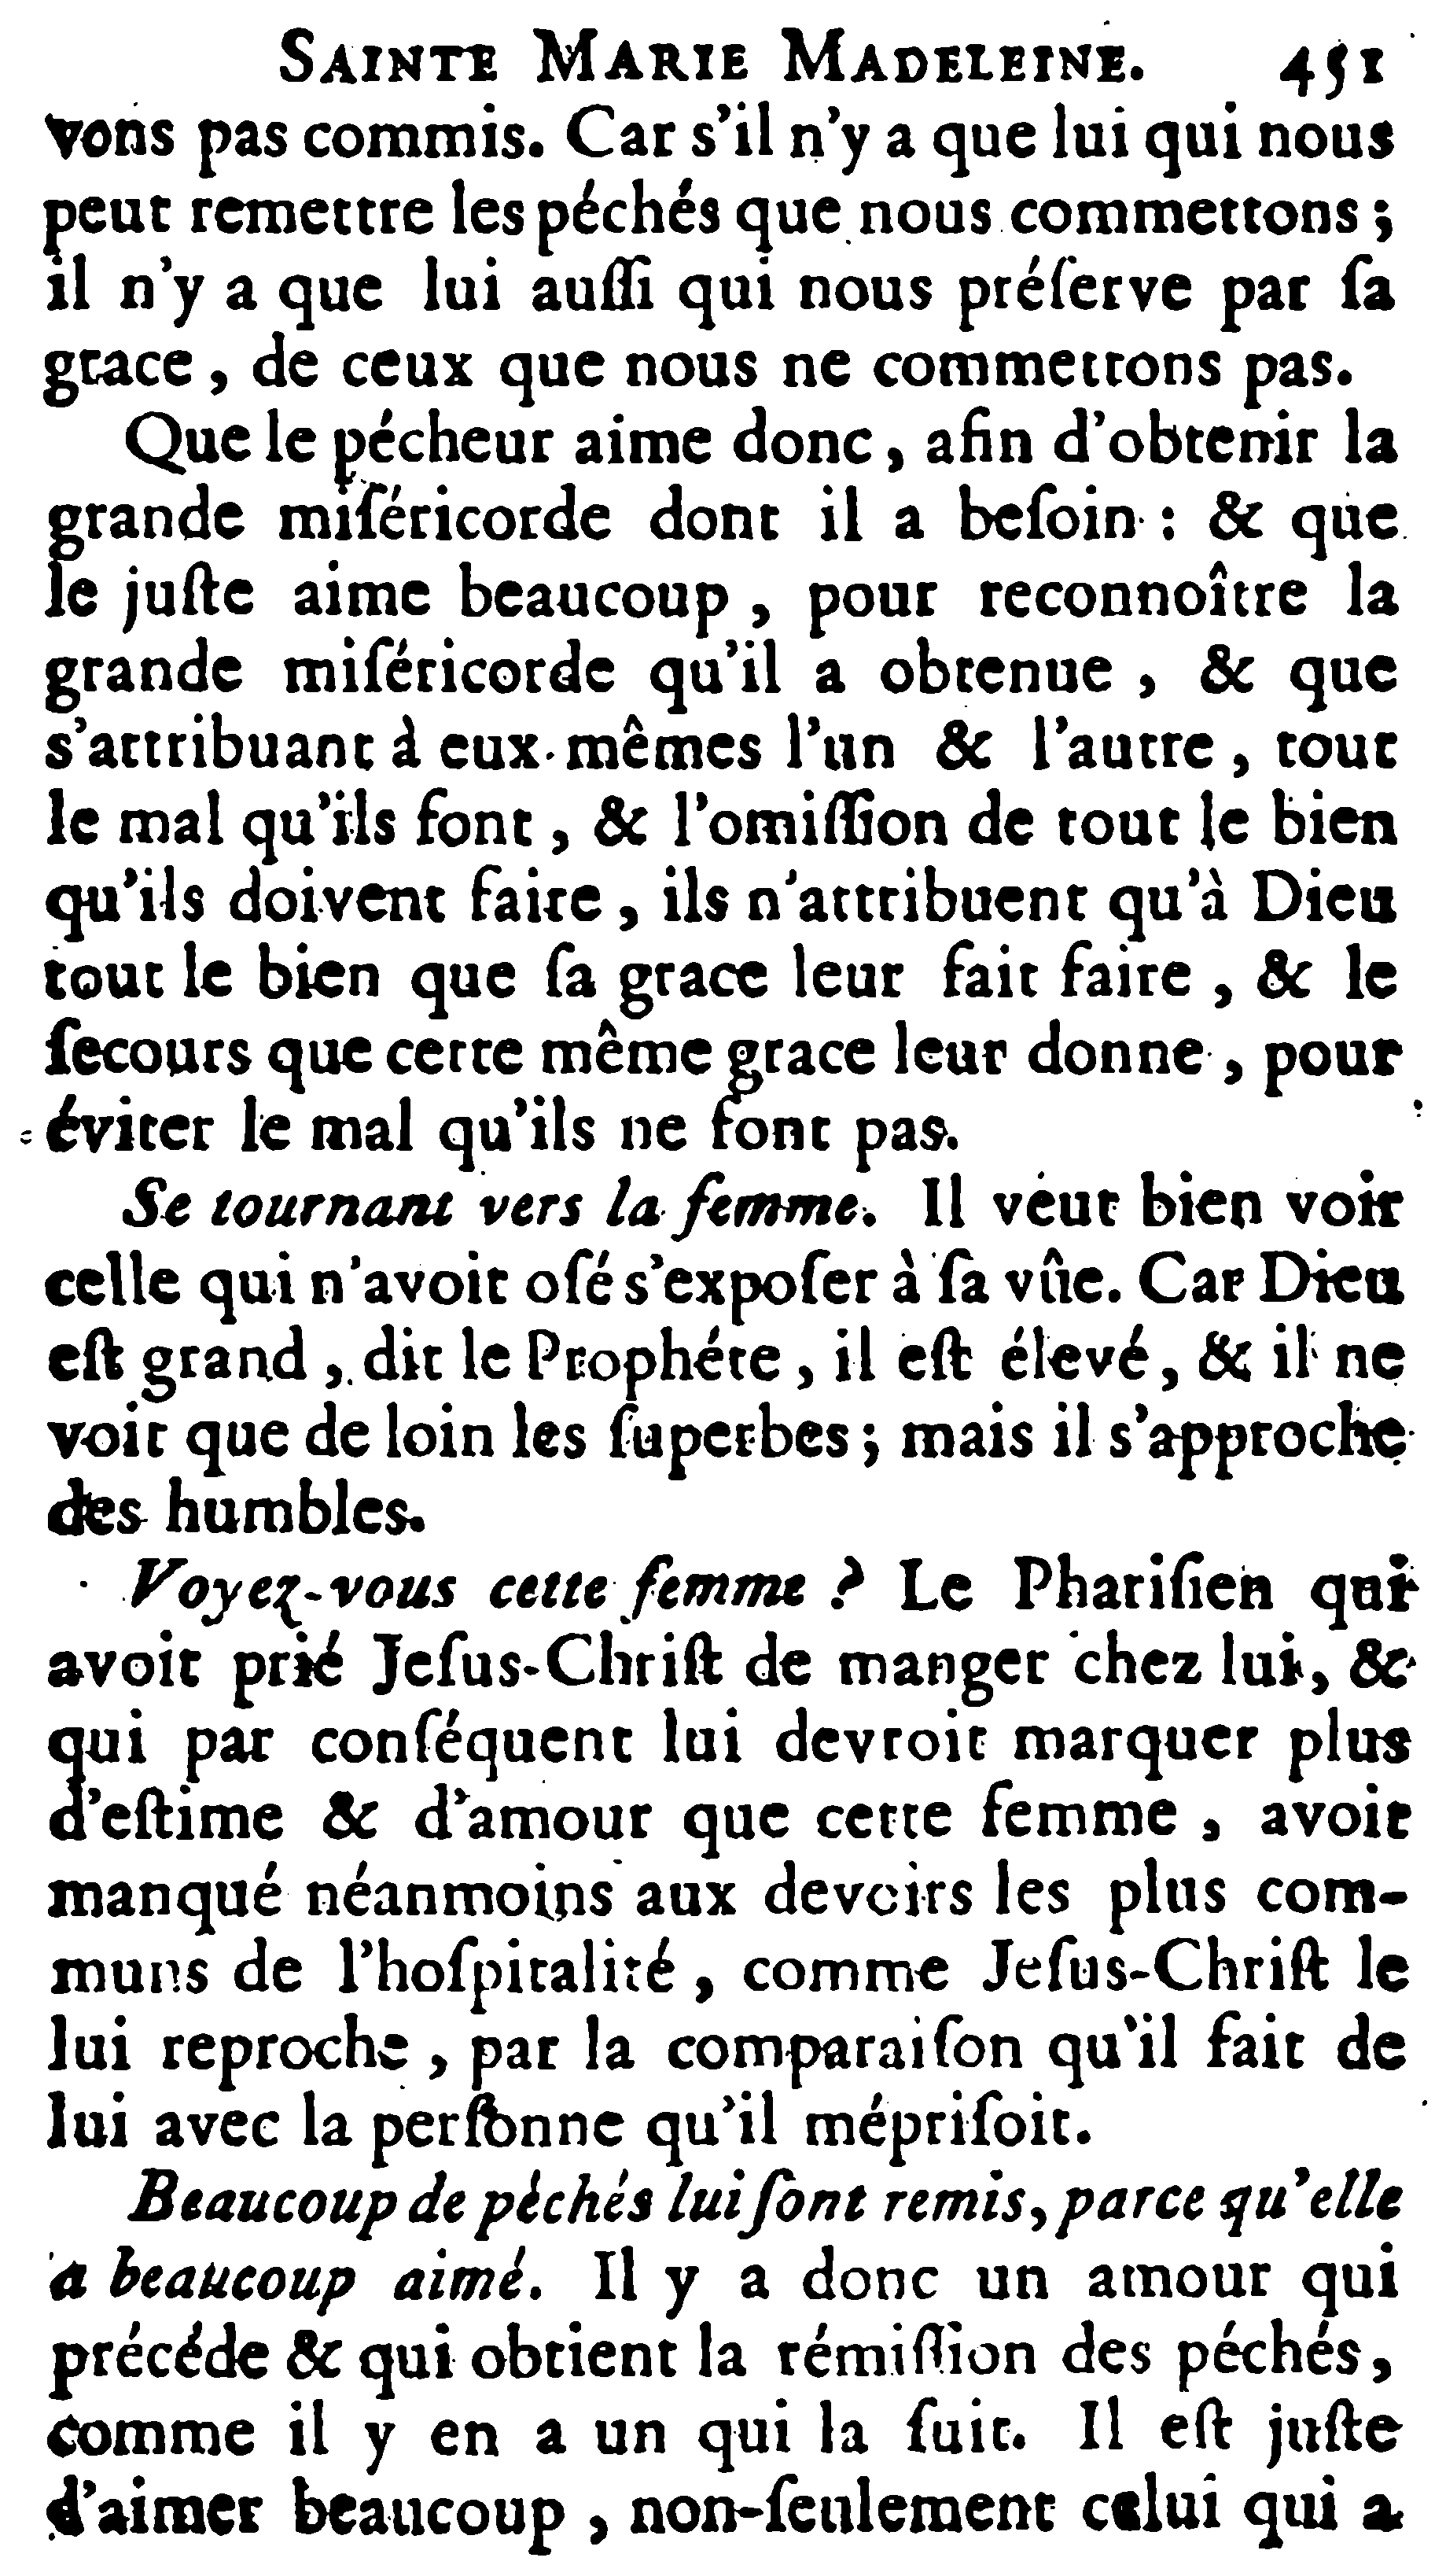 SAINTE MARIE MADELEINE. 451
vons pas commis. Car s'il n'y a que lui qui nous
peut remettre les péchés que nous commettons ;
il n'y a que lui auſſi qui nous préſerve par ſa
grace, de ceux que nous ne commettons pas.
Que le pécheur aime donc, afin d'obtenir la
grande miſéricorde dont il a beſoin : & que
le juſte aime beaucoup, pour reconnoître la
grande miſéricorde qu'il a obtenue, & que
s'attribuant à eux-mêmes l'un & l'autre, tout
le mal qu'ils font, & l'omiſſion de tout le bien
qu'ils doivent faire, ils n'attribuent qu'à Dieu
tout le bien que ſa grace leur fait faire, & le
ſecours que cette même grace leur donne, pour
éviter le mal qu'ils ne font pas.
Se tournant vers la femme. Il veut bien voir
celle qui n'avoit oſé s'expoſer à ſa vûe. Car Dieu
eſt grand, dit le Prophéte, il eſt élevé, & il ne
voit que de loin les ſuperbes ; mais il s'approche
des humbles.
Voyez-vous cette femme ? Le Phariſien qui
avoit prié Jeſus-Chriſt de manger chez lui, &
qui par conſéquent lui devroit marquer plus
d'eſtime & d'amour que cette femme, avoit
manqué néanmoins aux devoirs les plus com-
muns de l'hoſpitalité, comme Jeſus-Chriſt le
lui reproche, par la comparaiſon qu'il fait de
lui avec la perſonne qu'il mépriſoit.
Beaucoup de péchés lui ſont remis, parce qu'elle
a beaucoup aimé. Il y a donc un amour qui
précéde & qui obtient la rémiſſion des péchés,
comme il y en a un qui la ſuit. Il eſt juſte
d'aimer beaucoup, non-ſeulement celui qui a